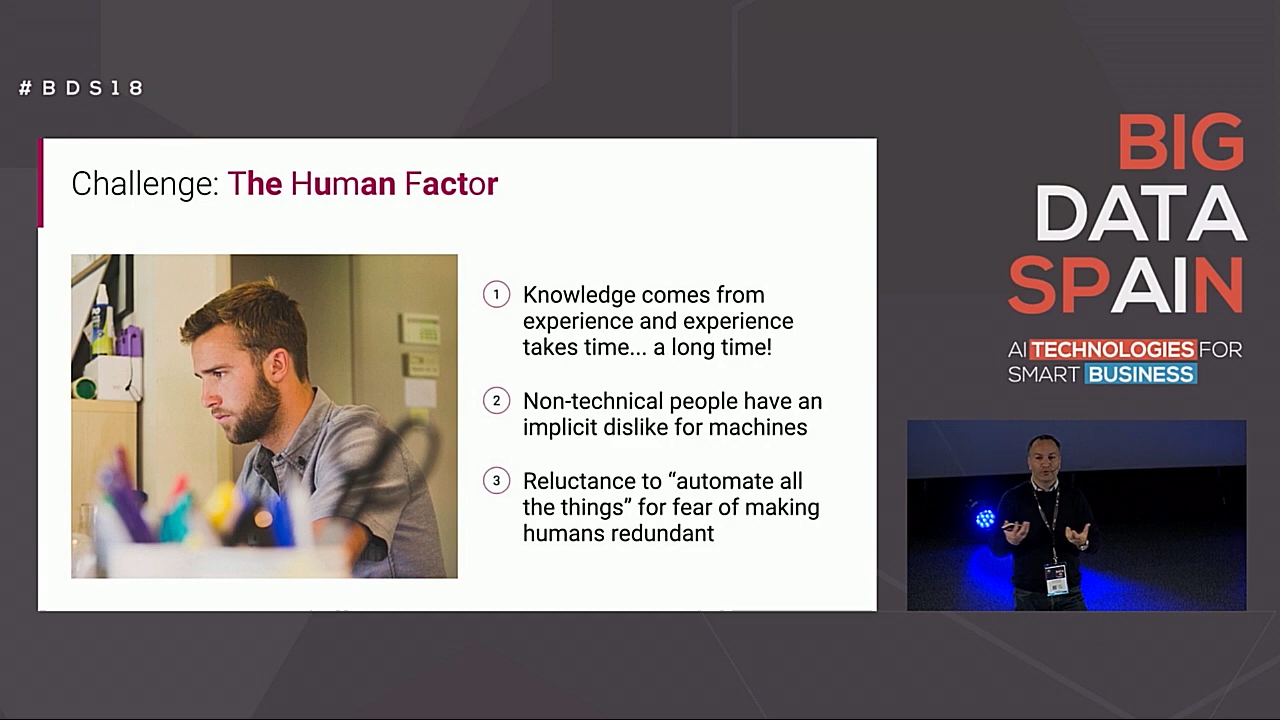 #BDS18
Challenge: The Human Factor
1 Knowledge comes from
experience and experience
takes time... a long time!
2 Non-technical people have an
implicit dislike for machines
3 Reluctance to “automate all
the things” for fear of making
humans redundant
BIG
DATA
SPAIN
AI TECHNOLOGIES FOR
SMART BUSINESS